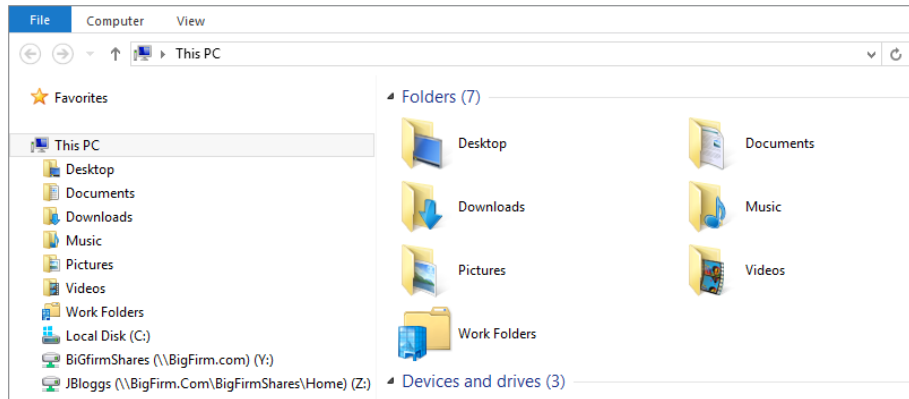 File Computer View
This PC
Favorites
This PC
Desktop
Documents
Downloads
Music
Pictures
Videos
Work Folders
Local Disk (C:)
BiGfirmShares (\\BigFirm.com) (Y:)
JBloggs (\\BigFirm.Com\BigFirmShares\Home) (Z:)
Folders (7)
Desktop Documents
Downloads Music
Pictures Videos
Work Folders
Devices and drives (3)